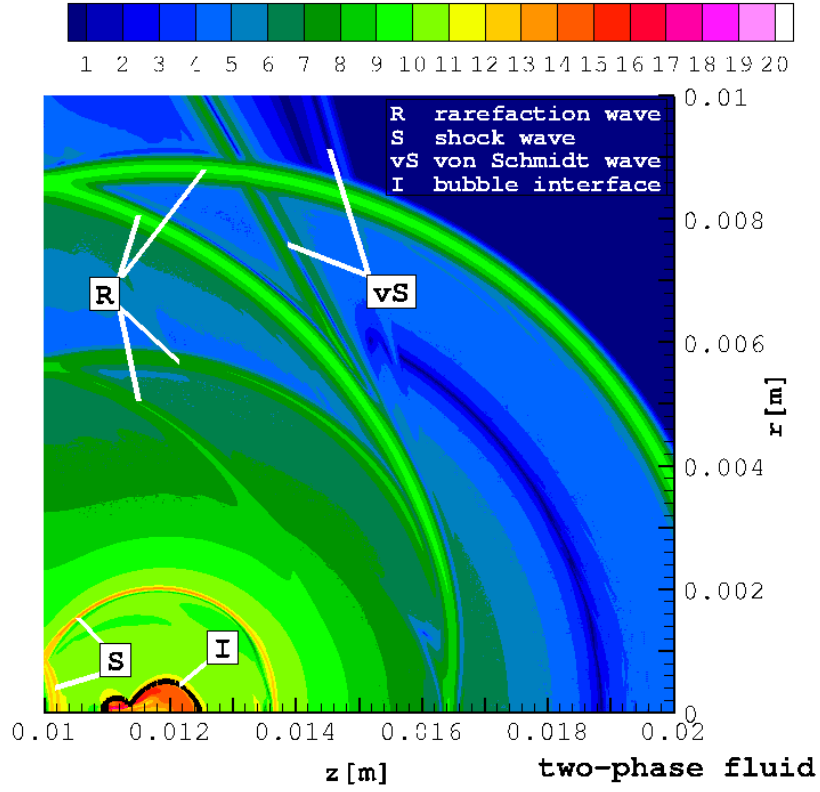 1 2 3 4 5 6 7 8 9 10 11 12 13 14 15 16 17 18 19 20
0.01
R rarefaction wave
S shock wave
vS von Schmidt wave
I bubble interface
0.008
R
vS
0.006
r[m]
0.004
0.002
S
I
0
0.01 0.012 0.014 0.016 0.018 0.02
z[m]
two-phase fluid